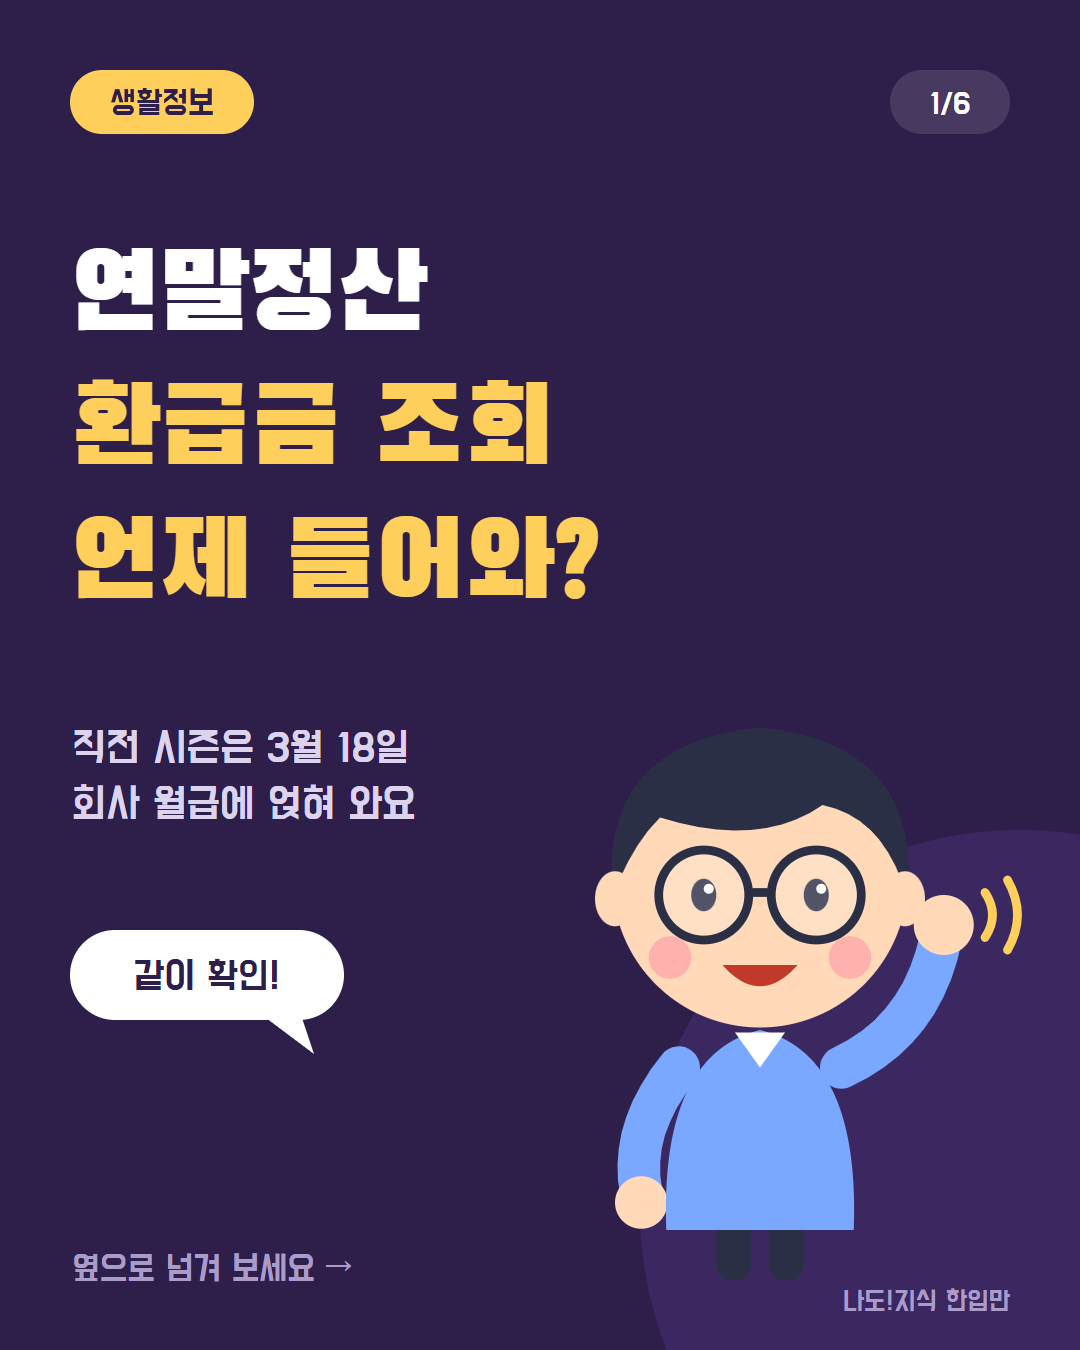 생활정보
1/6
연말정산
환급금 조회
언제 들어와?
직전 시즌은 3월 18일
회사 월급에 얹혀 와요
같이 확인!
옆으로 넘겨 보세요 →
나도!지식 한입만